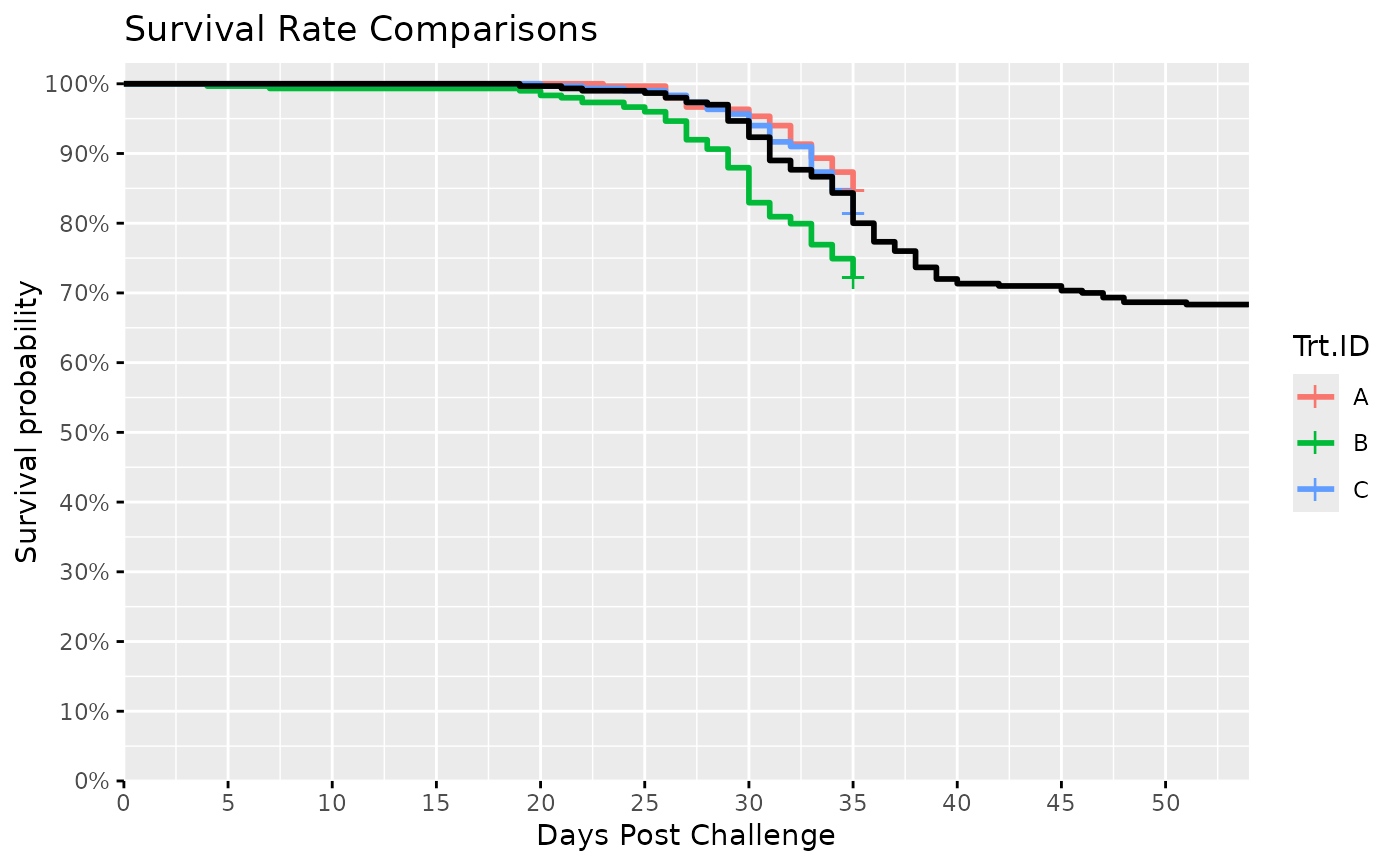 Survival Rate Comparisons
Survival probability
100%
90%
80%
70%
60%
50%
40%
30%
20%
10%
0%
0 5 10 15 20 25 30 35 40 45 50
Days Post Challenge
Trt.ID
A
B
C